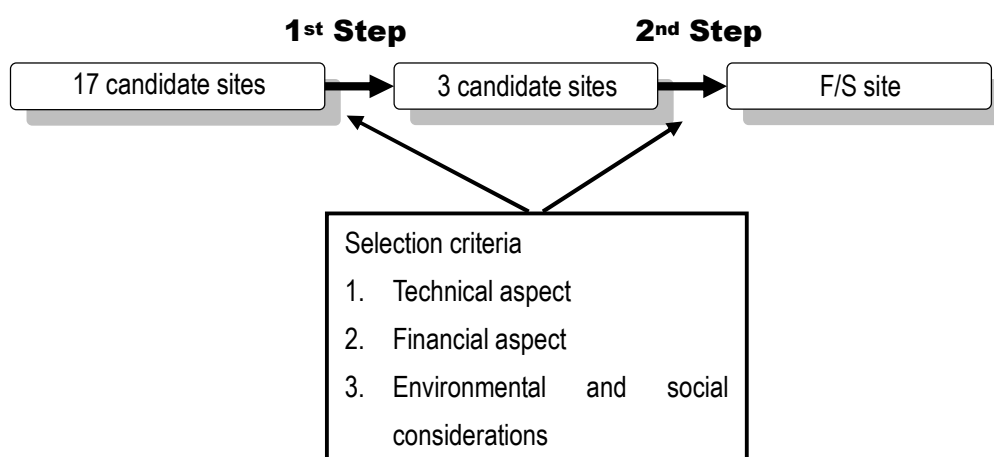 1st Step
2nd Step
17 candidate sites
3 candidate sites
F/S site
Selection criteria
1. Technical aspect
2. Financial aspect
3. Environmental and social
considerations